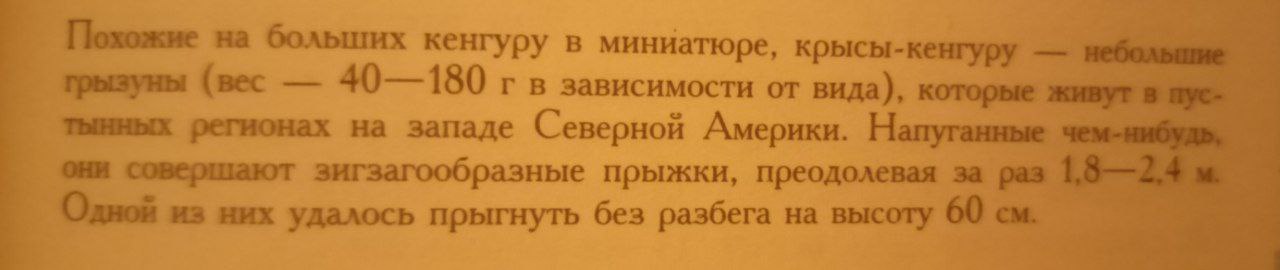 Похожие на больших кенгуру в миниатюре, крысы-кенгуру — небольшие
грызуны (вес — 40—180 г в зависимости от вида), которые живут в пус-
тынных регионах на западе Северной Америки. Напуганные чем-нибудь,
они совершают зигзагообразные прыжки, преодолевая за раз 1,8—2,4 м.
Одной из них удалось прыгнуть без разбега на высоту 60 см.